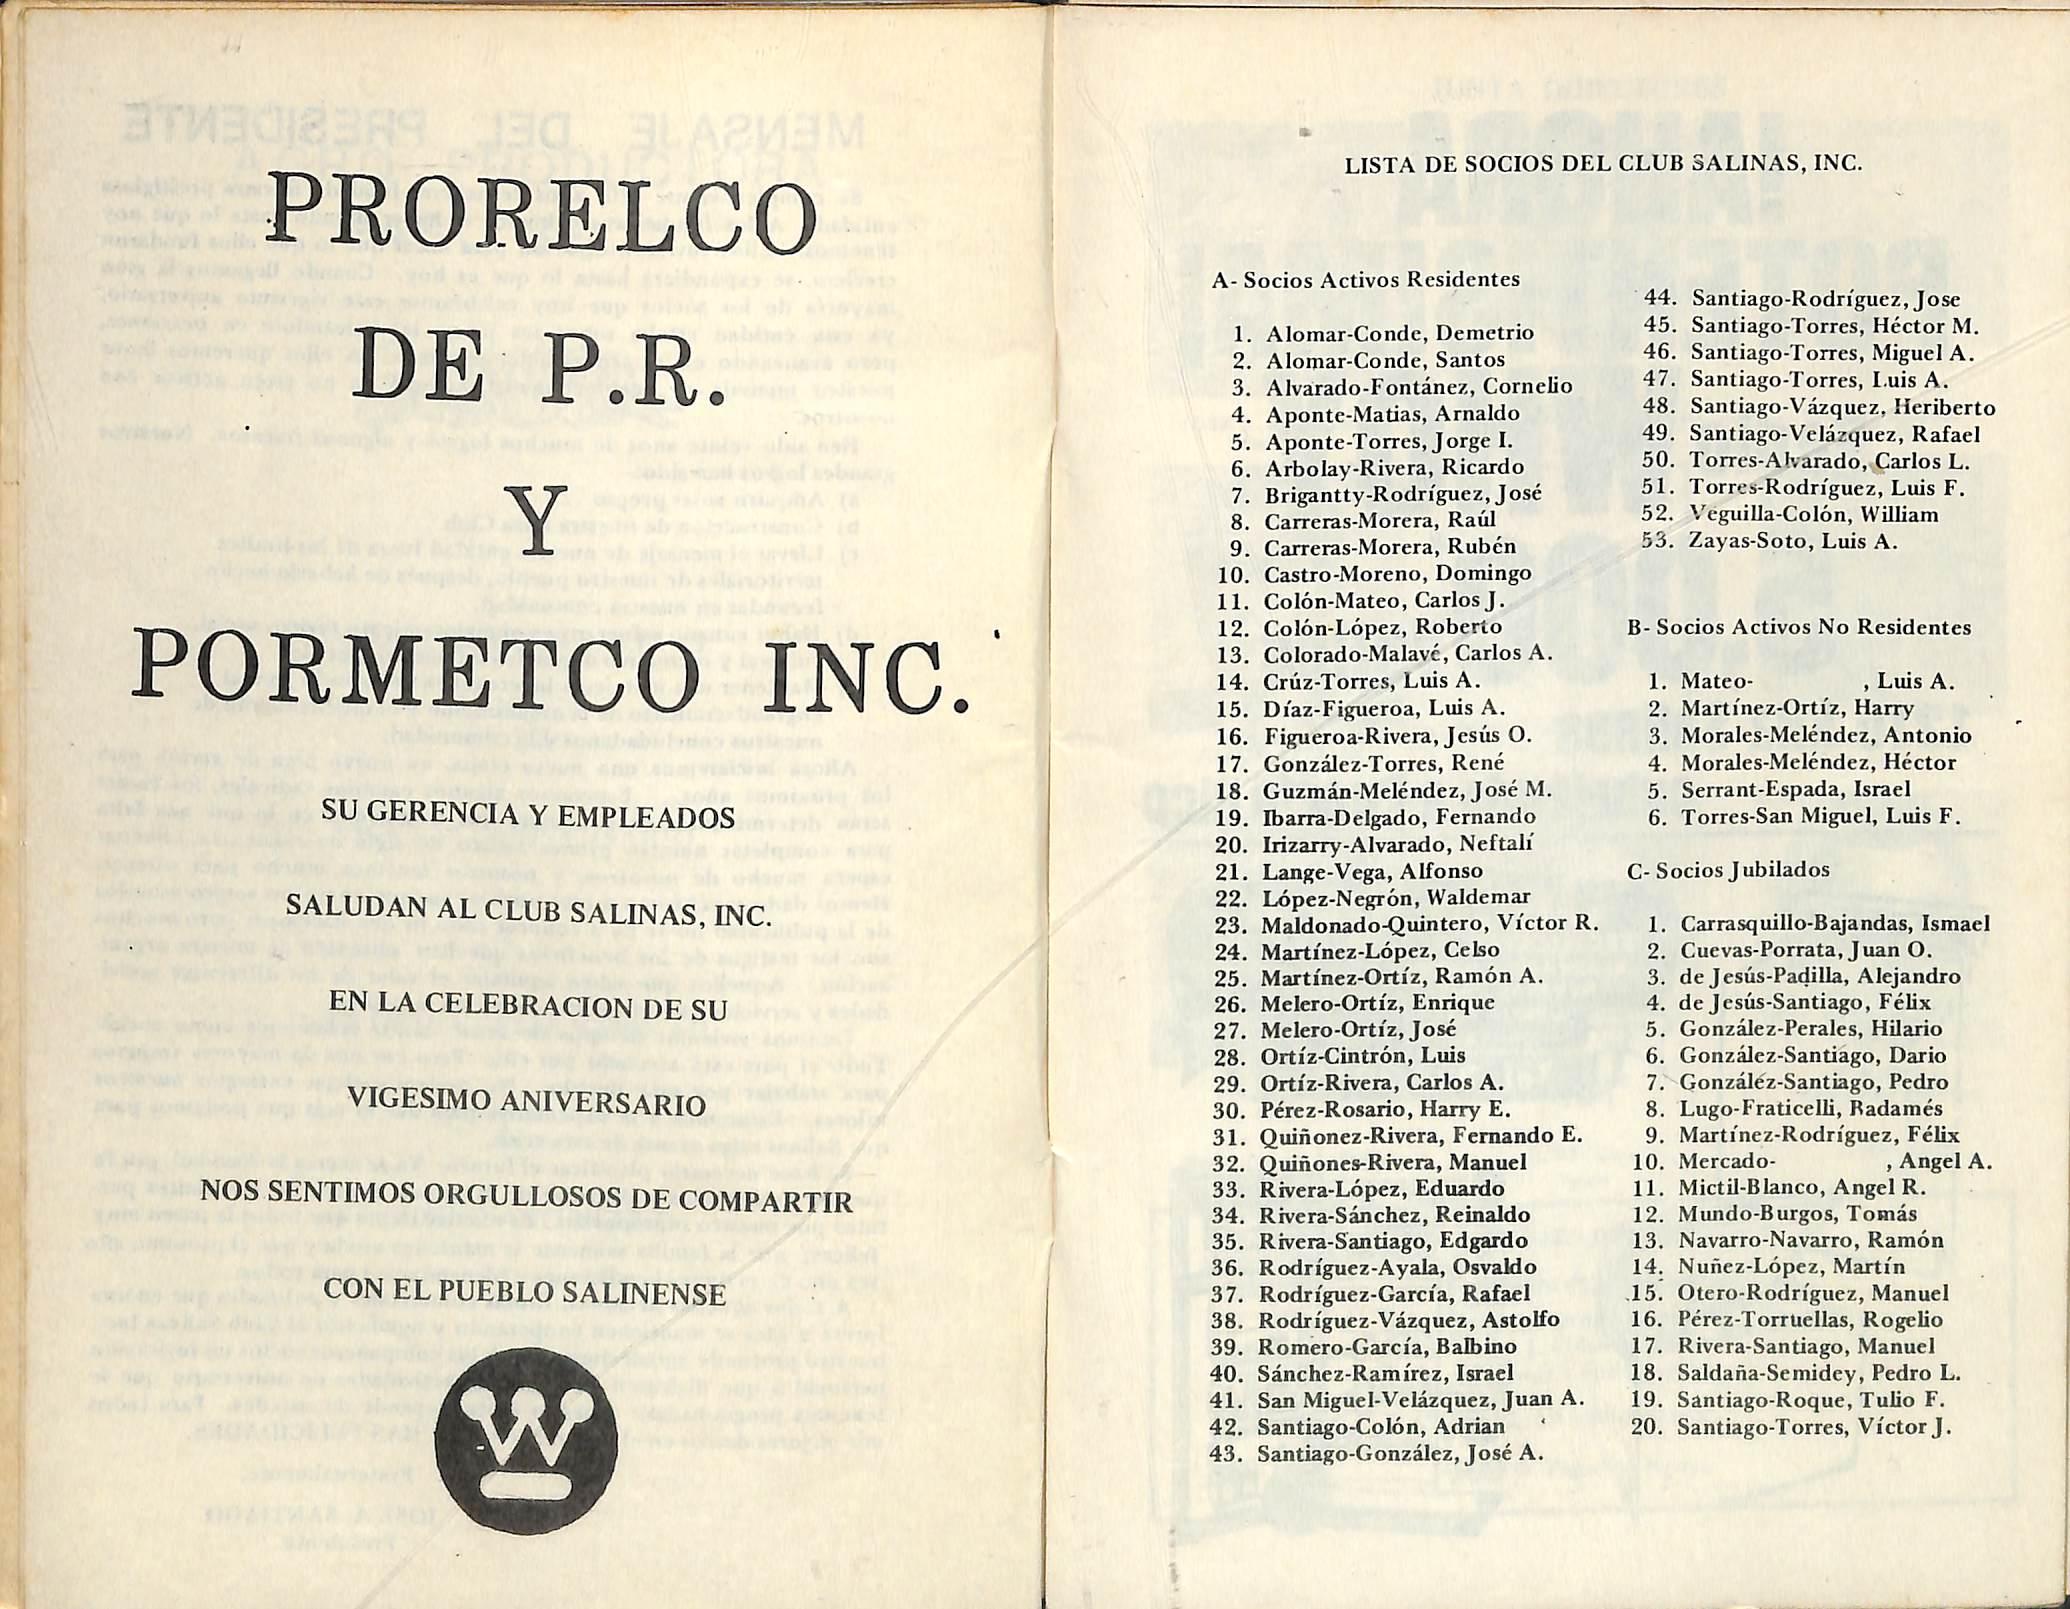 PRORELCO
DE P.R.
Y
PORMETCO INC.
SU GERENCIA Y EMPLEADOS
SALUDAN AL CLUB SALINAS, INC.
EN LA CELEBRACION DE SU
VIGESIMO ANIVERSARIO
NOS SENTIMOS ORGULLOSOS DE COMPARTIR
CON EL PUEBLO SALINENSE
W
LISTA DE SOCIOS DEL CLUB SALINAS, INC.
A- Socios Activos Residentes
1. Alomar-Conde, Demetrio
2. Alomar-Conde, Santos
3. Alvarado-Fontánez, Cornelio
4. Aponte-Matias, Arnaldo
5. Aponte-Torres, Jorge I.
6. Arbolay-Rivera, Ricardo
7. Brigantty-Rodríguez, José
8. Carreras-Morera, Raúl
9. Carreras-Morera, Rubén
10. Castro-Moreno, Domingo
11. Colón-Mateo, Carlos J.
12. Colón-López, Roberto
13. Colorado-Malavé, Carlos A.
14. Crúz-Torres, Luis A.
15. Díaz-Figueroa, Luis A.
16. Figueroa-Rivera, Jesús O.
17. González-Torres, René
18. Guzmán-Meléndez, José M.
19. Ibarra-Delgado, Fernando
20. Irizarry-Alvarado, Neftalí
21. Lange-Vega, Alfonso
22. López-Negrón, Waldemar
23. Maldonado-Quintero, Víctor R.
24. Martínez-López, Celso
25. Martínez-Ortíz, Ramón A.
26. Melero-Ortíz, Enrique
27. Melero-Ortíz, José
28. Ortíz-Cintrón, Luis
29. Ortíz-Rivera, Carlos A.
30. Pérez-Rosario, Harry E.
31. Quiñonez-Rivera, Fernando E.
32. Quiñones-Rivera, Manuel
33. Rivera-López, Eduardo
34. Rivera-Sánchez, Reinaldo
35. Rivera-Santiago, Edgardo
36. Rodríguez-Ayala, Osvaldo
37. Rodríguez-García, Rafael
38. Rodríguez-Vázquez, Astolfo
39. Romero-García, Balbino
40. Sánchez-Ramírez, Israel
41. San Miguel-Velázquez, Juan A.
42. Santiago-Colón, Adrian
43. Santiago-González, José A.
44. Santiago-Rodríguez, Jose
45. Santiago-Torres, Héctor M.
46. Santiago-Torres, Miguel A.
47. Santiago-Torres, Luis A.
48. Santiago-Vázquez, Heriberto
49. Santiago-Velázquez, Rafael
50. Torres-Alvarado, Carlos L.
51. Torres-Rodríguez, Luis F.
52. Veguilla-Colón, William
53. Zayas-Soto, Luis A.
B- Socios Activos No Residentes
1. Mateo- , Luis A.
2. Martínez-Ortíz, Harry
3. Morales-Meléndez, Antonio
4. Morales-Meléndez, Héctor
5. Serrant-Espada, Israel
6. Torres-San Miguel, Luis F.
C- Socios Jubilados
1. Carrasquillo-Bajandas, Ismael
2. Cuevas-Porrata, Juan O.
3. de Jesús-Padilla, Alejandro
4. de Jesús-Santiago, Félix
5. González-Perales, Hilario
6. González-Santiago, Dario
7. González-Santiago, Pedro
8. Lugo-Fraticelli, Radamés
9. Martínez-Rodríguez, Félix
10. Mercado- , Angel A.
11. Mictil-Blanco, Angel R.
12. Mundo-Burgos, Tomás
13. Navarro-Navarro, Ramón
14. Nuñez-López, Martín
15. Otero-Rodríguez, Manuel
16. Pérez-Torruellas, Rogelio
17. Rivera-Santiago, Manuel
18. Saldaña-Semidey, Pedro L.
19. Santiago-Roque, Tulio F.
20. Santiago-Torres, Víctor J.